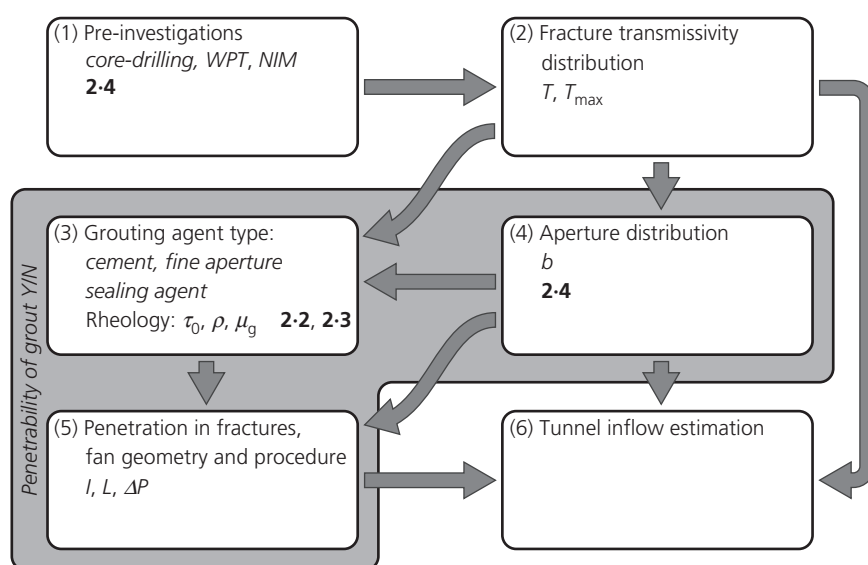 (1) Pre-investigations
core-drilling, WPT, NIM
2·4
(2) Fracture transmissivity
distribution
T, Tmax
(3) Grouting agent type:
cement, fine aperture
sealing agent
Rheology: τ0, ρ, μg 2·2, 2·3
(4) Aperture distribution
b
2·4
(5) Penetration in fractures,
fan geometry and procedure
I, L, ΔP
(6) Tunnel inflow estimation
Penetrability of grout Y/N